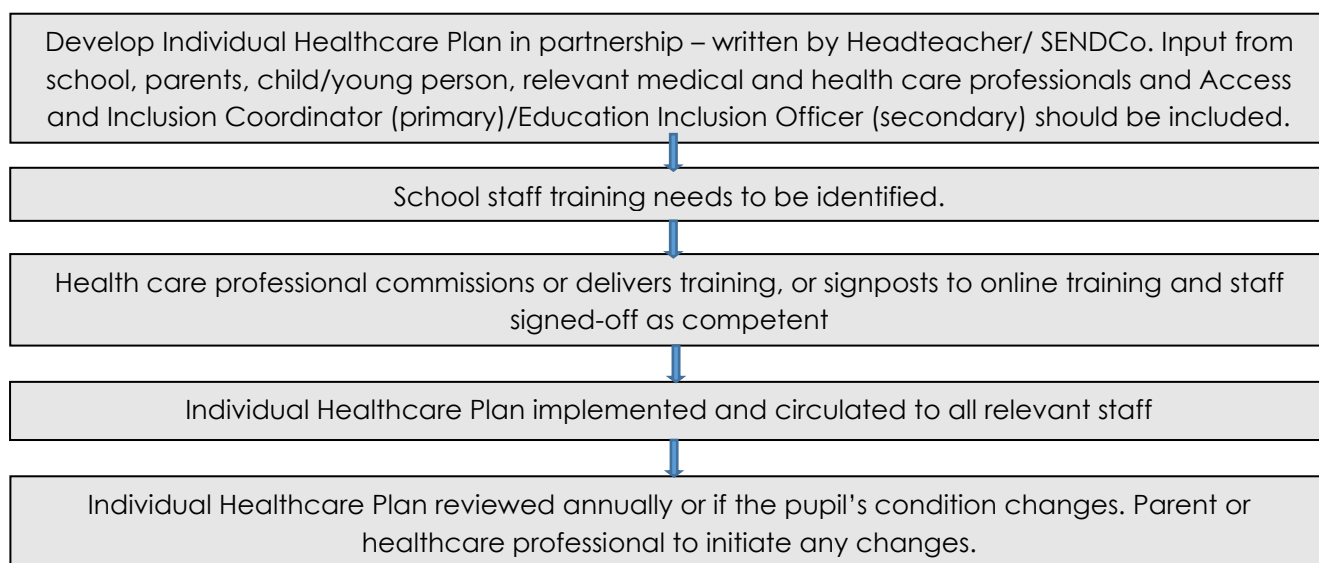 Develop Individual Healthcare Plan in partnership – written by Headteacher/ SENDCo. Input from
school, parents, child/young person, relevant medical and health care professionals and Access
and Inclusion Coordinator (primary)/Education Inclusion Officer (secondary) should be included.
School staff training needs to be identified.
Health care professional commissions or delivers training, or signposts to online training and staff
signed-off as competent
Individual Healthcare Plan implemented and circulated to all relevant staff
Individual Healthcare Plan reviewed annually or if the pupil’s condition changes. Parent or
healthcare professional to initiate any changes.